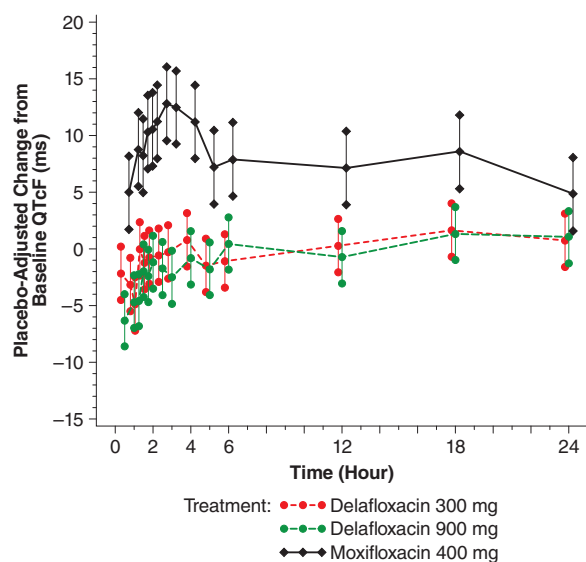 Placebo-Adjusted Change from
Baseline QTcF (ms)
20
15
10
5
0
−5
−10
−15
0 2 4 6 12 18 24
Time (Hour)
Treatment: Delafloxacin 300 mg
Delafloxacin 900 mg
Moxifloxacin 400 mg